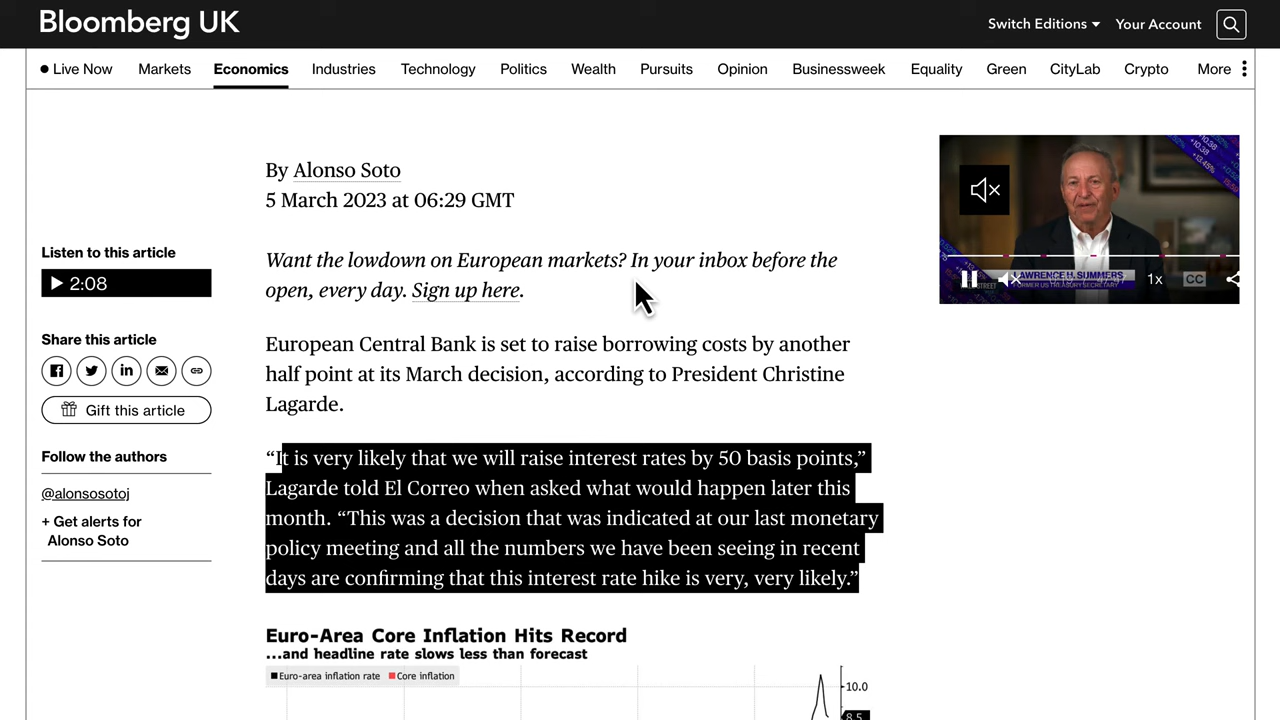 Bloomberg UK
Switch Editions
Your Account
Live Now
Markets
Economics
Industries
Technology
Politics
Wealth
Pursuits
Opinion
Businessweek
Equality
Green
CityLab
Crypto
More
By Alonso Soto
5 March 2023 at 06:29 GMT
Listen to this article
2:08
Share this article
Gift this article
Follow the authors
@alonsosotoj
+ Get alerts for
Alonso Soto
Want the lowdown on European markets? In your inbox before the
open, every day. Sign up here.
European Central Bank is set to raise borrowing costs by another
half point at its March decision, according to President Christine
Lagarde.
“It is very likely that we will raise interest rates by 50 basis points,”
Lagarde told El Correo when asked what would happen later this
month. “This was a decision that was indicated at our last monetary
policy meeting and all the numbers we have been seeing in recent
days are confirming that this interest rate hike is very, very likely.”
Euro-Area Core Inflation Hits Record
...and headline rate slows less than forecast
Euro-area inflation rate
Core inflation
10.0
8.5
LAWRENCE H. SUMMERS
FORMER US TREASURY SECRETARY
1x
CC